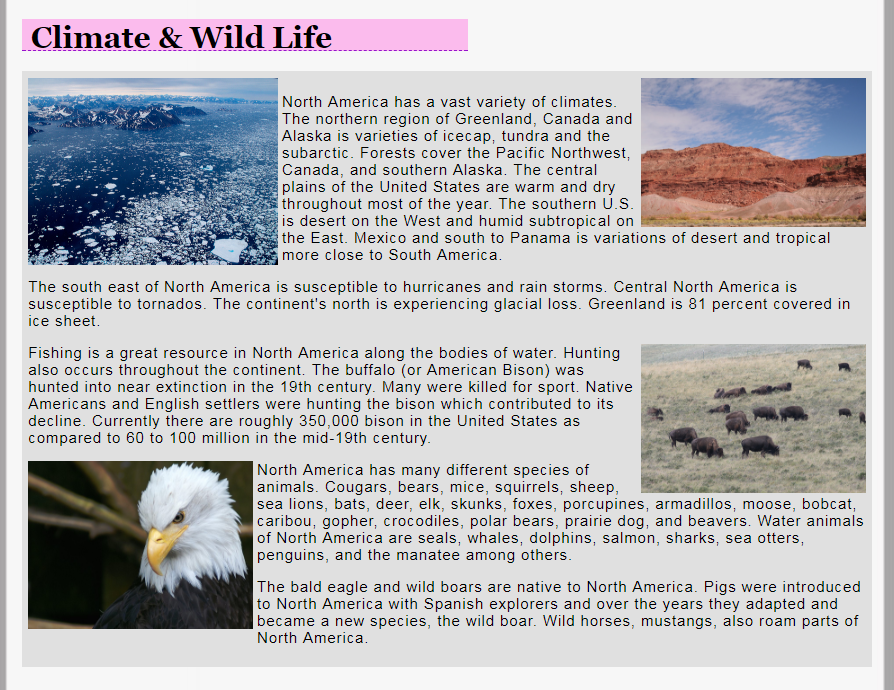 Climate & Wild Life
North America has a vast variety of climates.
The northern region of Greenland, Canada and
Alaska is varieties of icecap, tundra and the
subarctic. Forests cover the Pacific Northwest,
Canada, and southern Alaska. The central
plains of the United States are warm and dry
throughout most of the year. The southern U.S.
is desert on the West and humid subtropical on
the East. Mexico and south to Panama is variations of desert and tropical
more close to South America.
The south east of North America is susceptible to hurricanes and rain storms. Central North America is
susceptible to tornados. The continent's north is experiencing glacial loss. Greenland is 81 percent covered in
ice sheet.
Fishing is a great resource in North America along the bodies of water. Hunting
also occurs throughout the continent. The buffalo (or American Bison) was
hunted into near extinction in the 19th century. Many were killed for sport. Native
Americans and English settlers were hunting the bison which contributed to its
decline. Currently there are roughly 350,000 bison in the United States as
compared to 60 to 100 million in the mid-19th century.
North America has many different species of
animals. Cougars, bears, mice, squirrels, sheep,
sea lions, bats, deer, elk, skunks, foxes, porcupines, armadillos, moose, bobcat,
caribou, gopher, crocodiles, polar bears, prairie dog, and beavers. Water animals
of North America are seals, whales, dolphins, salmon, sharks, sea otters,
penguins, and the manatee among others.
The bald eagle and wild boars are native to North America. Pigs were introduced
to North America with Spanish explorers and over the years they adapted and
became a new species, the wild boar. Wild horses, mustangs, also roam parts of
North America.